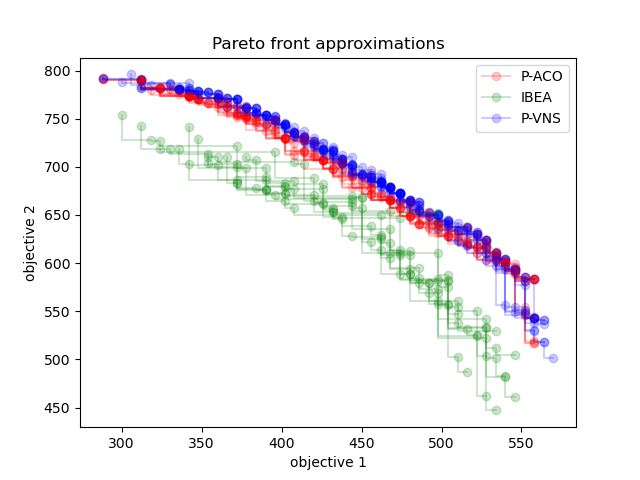 Pareto front approximations
P-ACO
IBEA
P-VNS
objective 2
800
750
700
650
600
550
500
450
300 350 400 450 500 550
objective 1